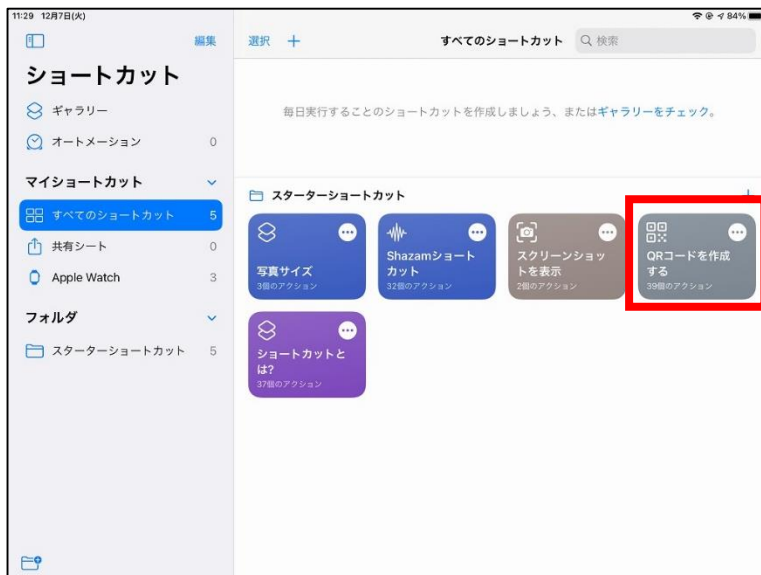 11:29 12月7日(火)
84%
編集
選択
すべてのショートカット
検索
ショートカット
ギャラリー
オートメーション 0
マイショートカット
すべてのショートカット 5
共有シート 0
Apple Watch 3
フォルダ
スターターショートカット 5
毎日実行することのショートカットを作成しましょう、またはギャラリーをチェック。
スターターショートカット
写真サイズ
3個のアクション
Shazamショート
カット
32個のアクション
スクリーンショッ
トを表示
2個のアクション
QRコードを作成
する
39個のアクション
ショートカットと
は?
37個のアクション